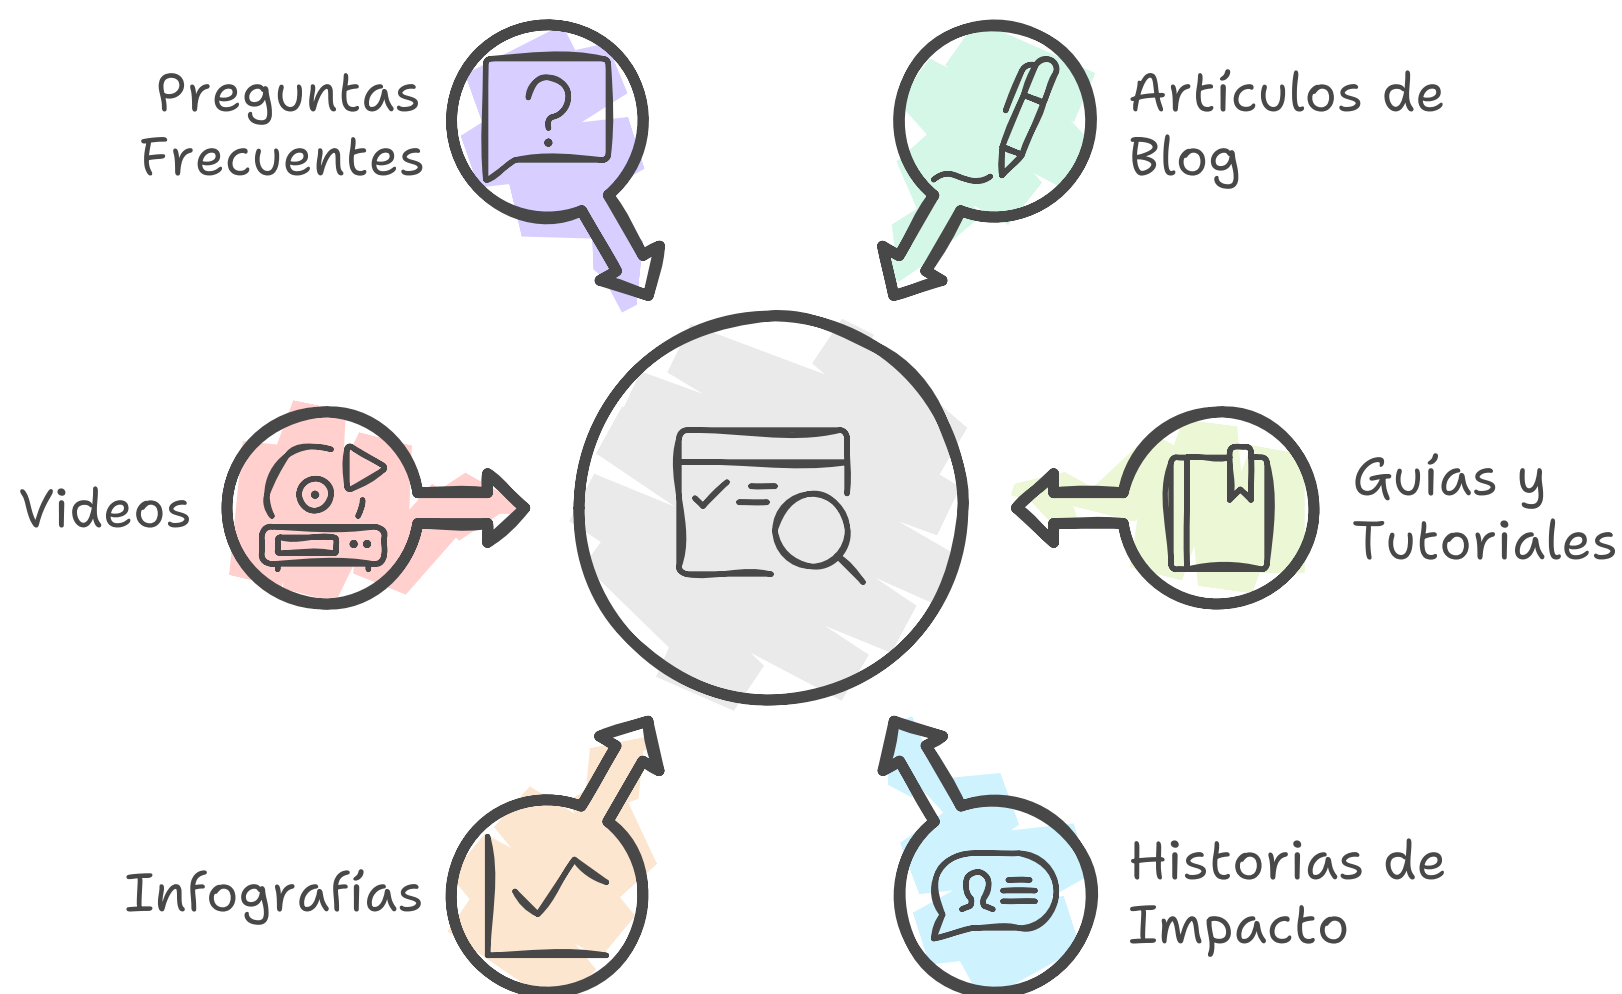 Preguntas
Frecuentes
Artículos de
Blog
Videos
Guías y
Tutoriales
Infografías
Historias de
Impacto